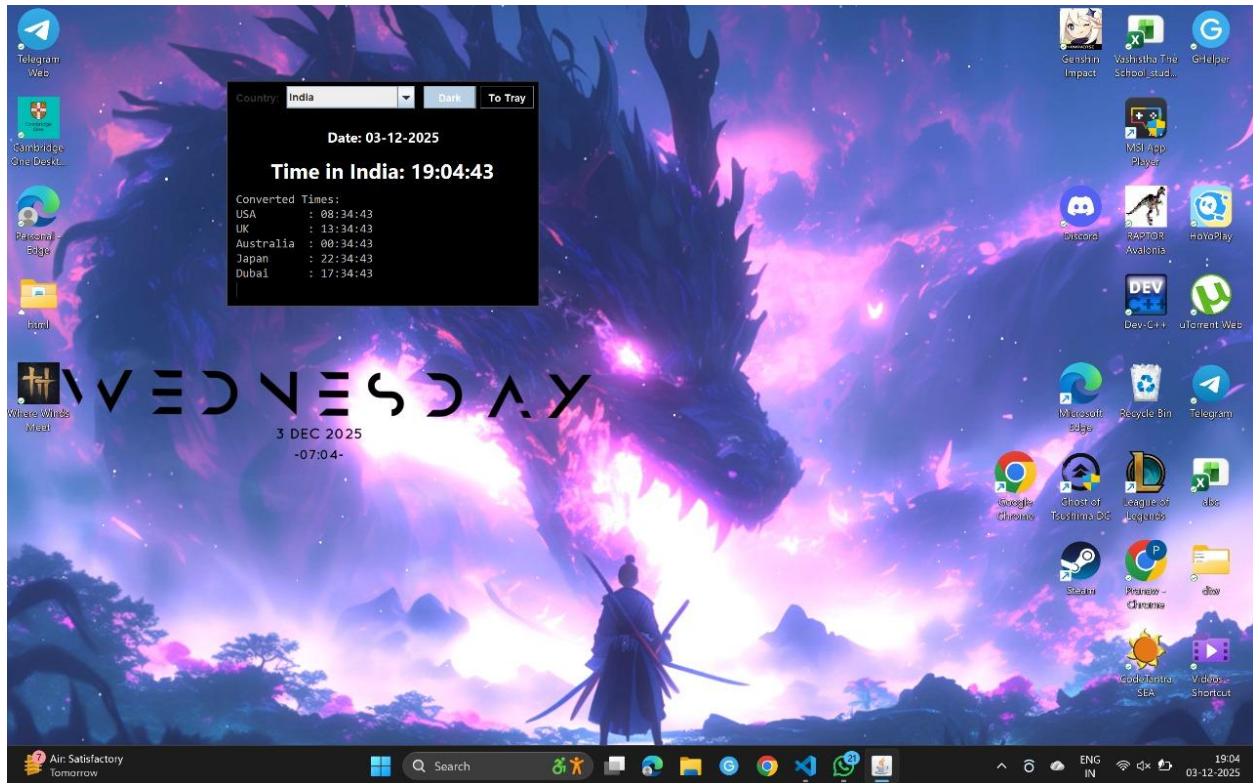 Telegram
Web
Cambridge
One Deskt...
Personal -
Edge
html
Where Winds
Meet
Country:
India
Dark
To Tray
Date: 03-12-2025
Time in India: 19:04:43
Converted Times:
USA : 08:34:43
UK : 13:34:43
Australia : 00:34:43
Japan : 22:34:43
Dubai : 17:34:43
WEDNESDAY
3 DEC 2025
-07:04-
Genshin
Impact
Vashistha The
School_stud...
GHelper
MSI App
Player
Discord
RAPTOR
Avalonia
HoYoPlay
DEV
C++
Dev-C++
uTorrent Web
Microsoft
Edge
Recycle Bin
Telegram
Google
Chrome
Ghost of
Tsushima DC
League of
Legends
abc
Steam
Pranav -
Chrome
CodeTantra
SEA
Videos -
Shortcut
7
Air: Satisfactory
Tomorrow
Search
21
ENG
IN
19:04
03-12-2025